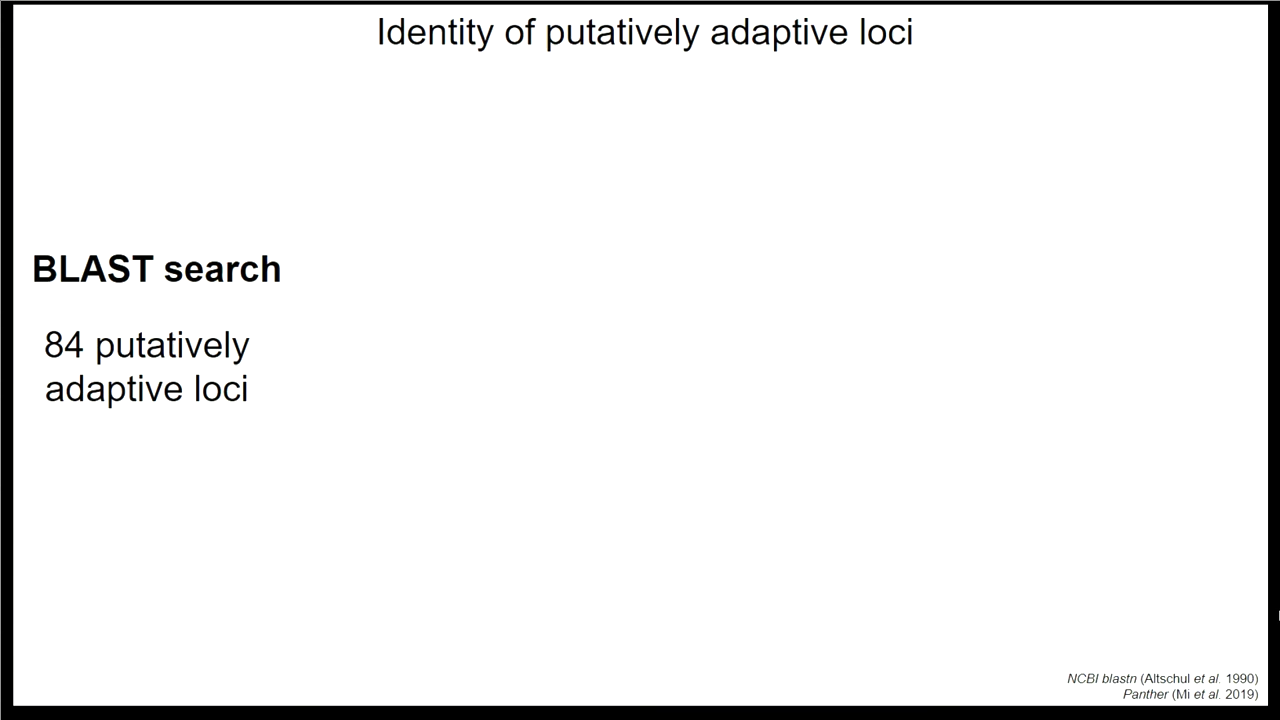 Identity of putatively adaptive loci
BLAST search
84 putatively
adaptive loci
NCBI blastn (Altschul et al. 1990)
Panther (Mi et al. 2019)